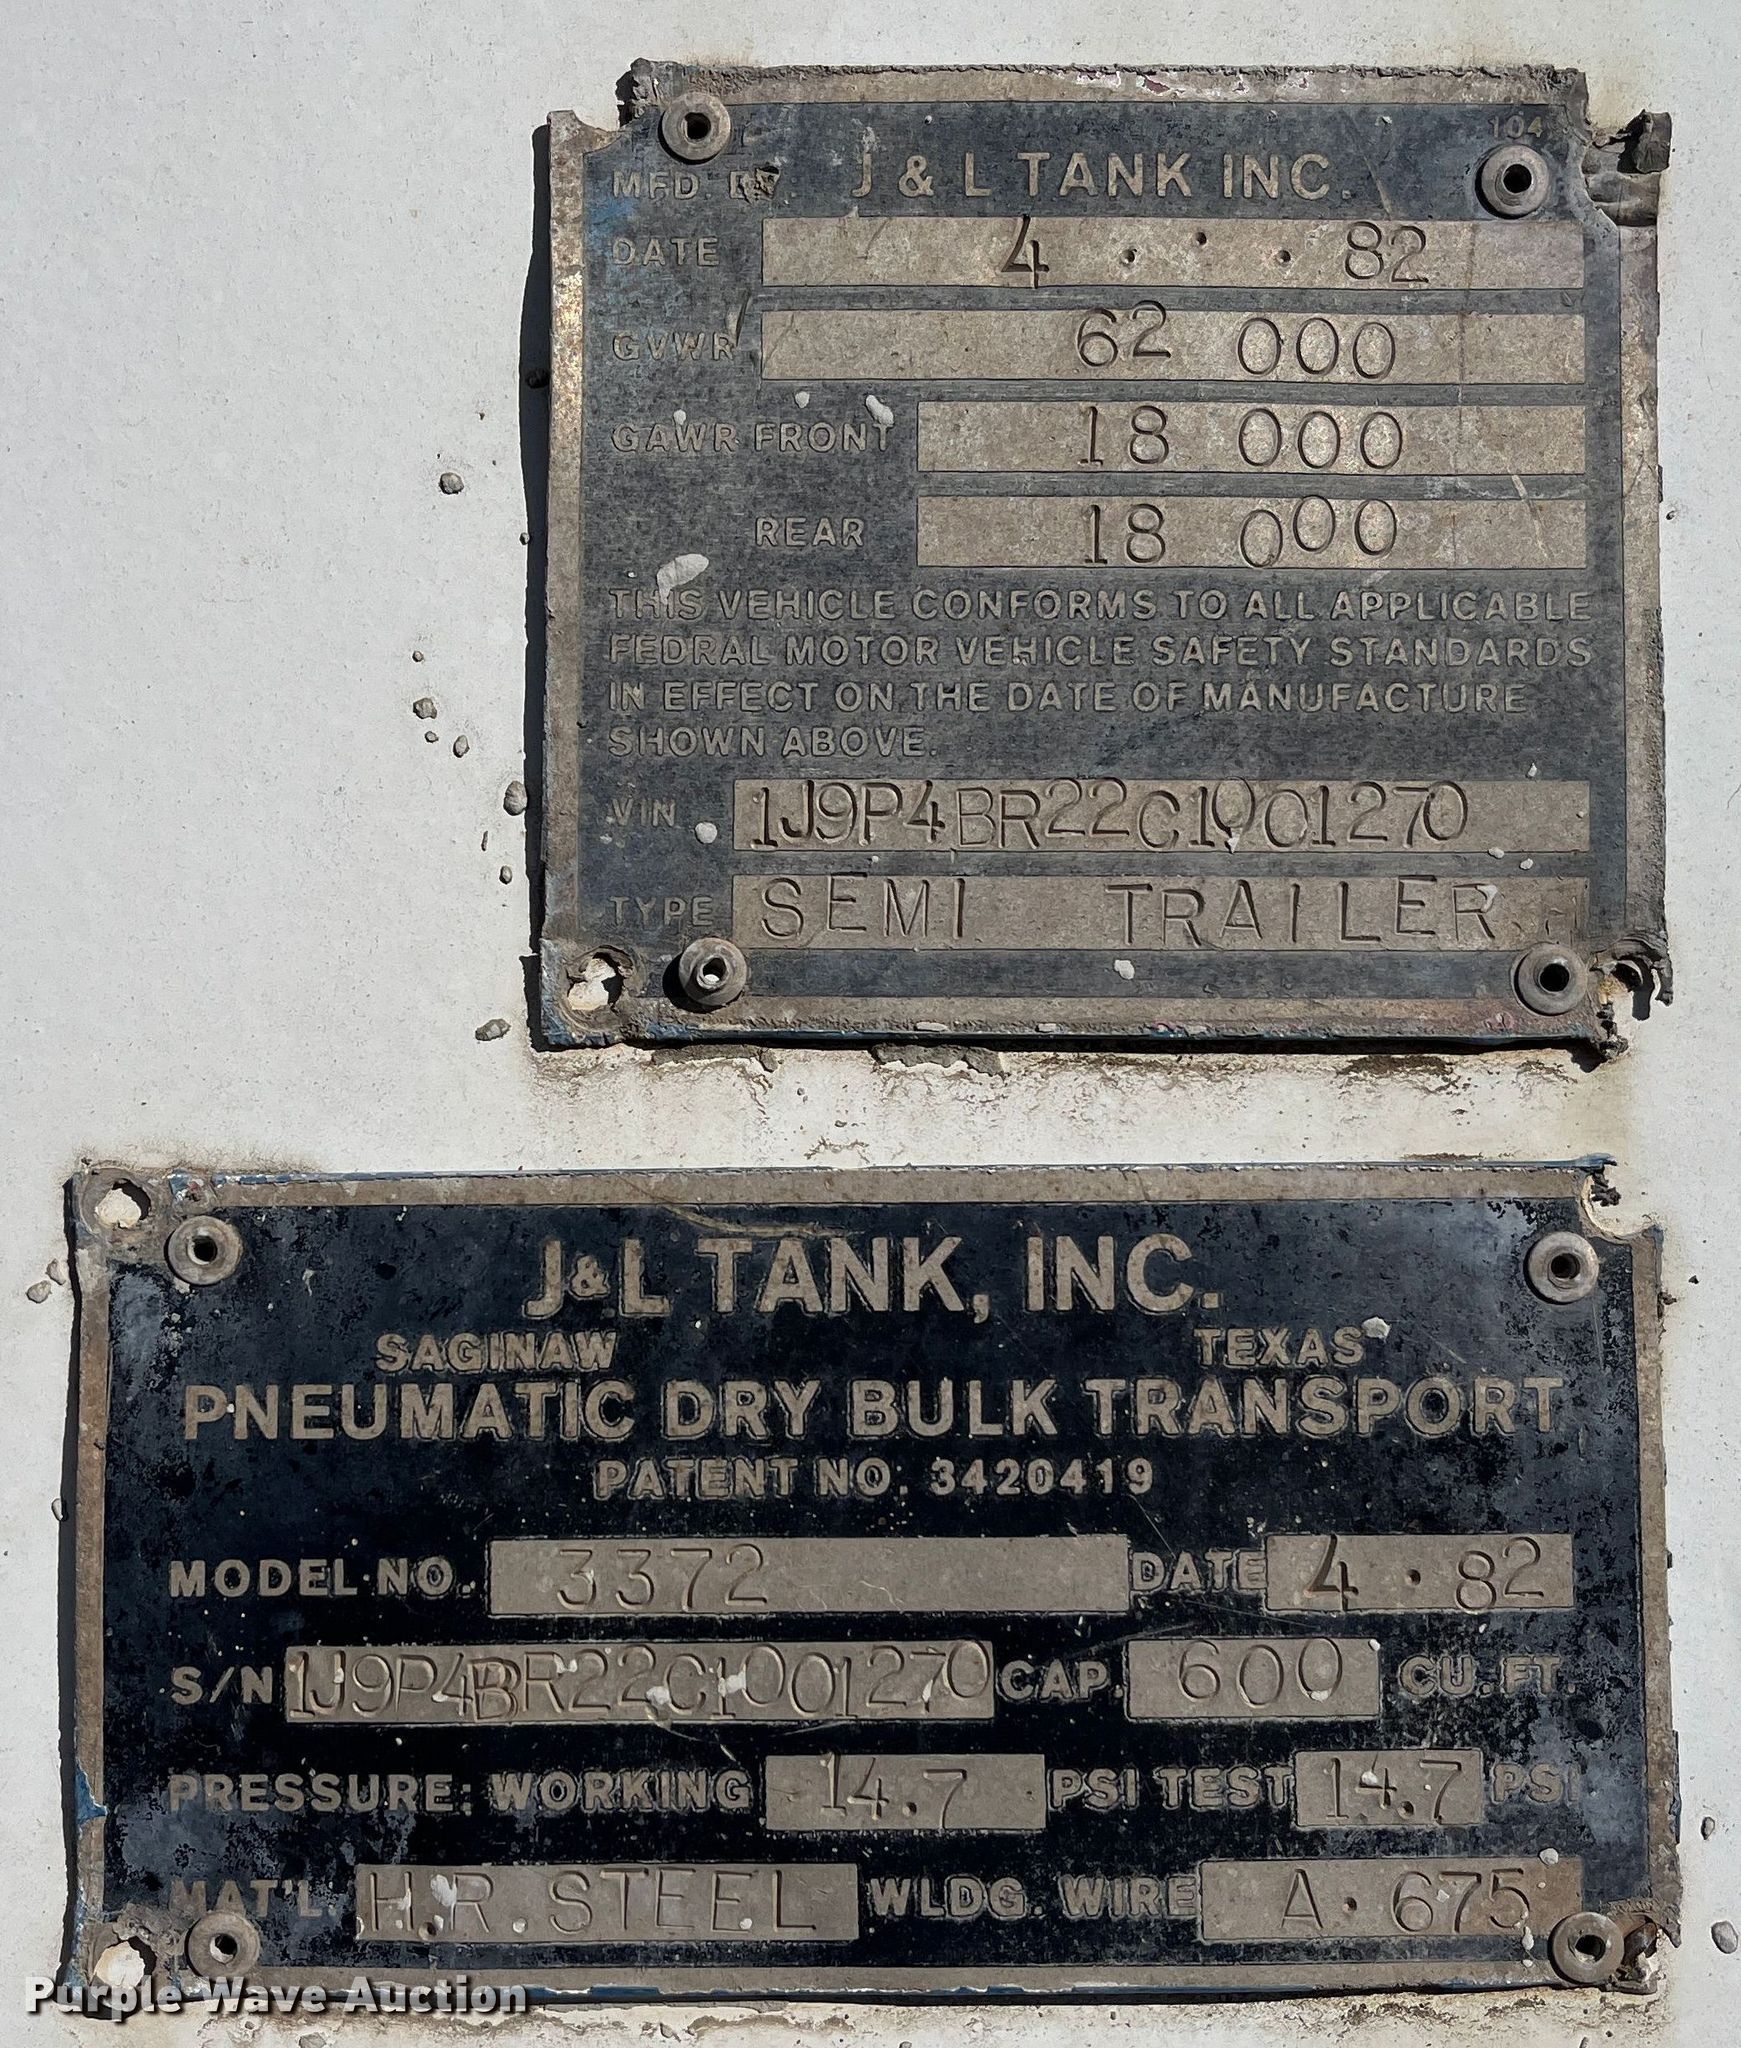 104
MFD. BY. J & L TANK INC.
DATE 4 . . . 82
GVWR 62 000
GAWR FRONT 18 000
REAR 18 000
THIS VEHICLE CONFORMS TO ALL APPLICABLE
FEDRAL MOTOR VEHICLE SAFETY STANDARDS
IN EFFECT ON THE DATE OF MANUFACTURE
SHOWN ABOVE.
VIN 1J9P4BR22C1001270
TYPE SEMI TRAILER
J&L TANK, INC.
SAGINAW TEXAS
PNEUMATIC DRY BULK TRANSPORT
PATENT NO. 3420419
MODEL NO. 3372 DATE 4 . 82
S/N 1J9P4BR22C1001270 CAP. 600 CU. FT.
PRESSURE: WORKING 14.7 PSI TEST 14.7 PSI
MAT'L. H.R. STEEL WLDG. WIRE A. 675
Purple Wave Auction